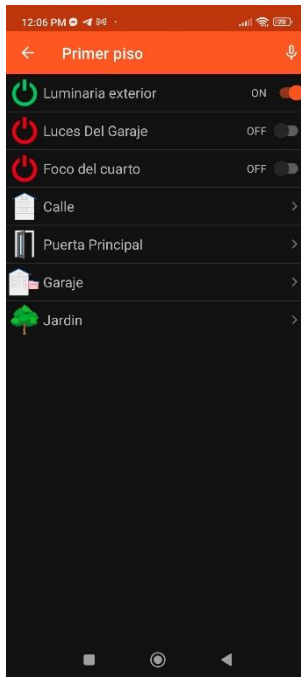 12:06 PM
Primer piso
Luminaria exterior ON
Luces Del Garaje OFF
Foco del cuarto OFF
Calle
Puerta Principal
Garaje
Jardin